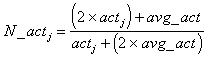 N_act_j = ((2 × act_j) + avg_act) / (act_j + (2 × avg_act))